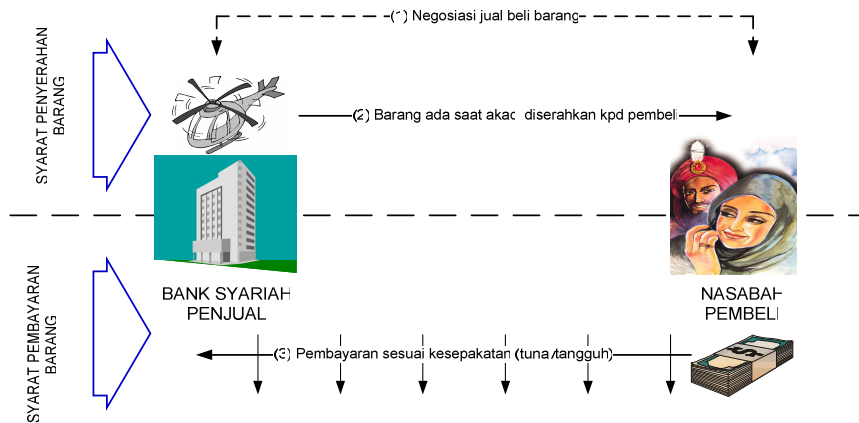 (1) Negosiasi jual beli barang
SYARAT PENYERAHAN
BARANG
(2) Barang ada saat akad diserahkan kpd pembeli
BANK SYARIAH
PENJUAL
NASABAH
PEMBELI
SYARAT PEMBAYARAN
BARANG
(3) Pembayaran sesuai kesepakatan (tunai/tangguh)
$